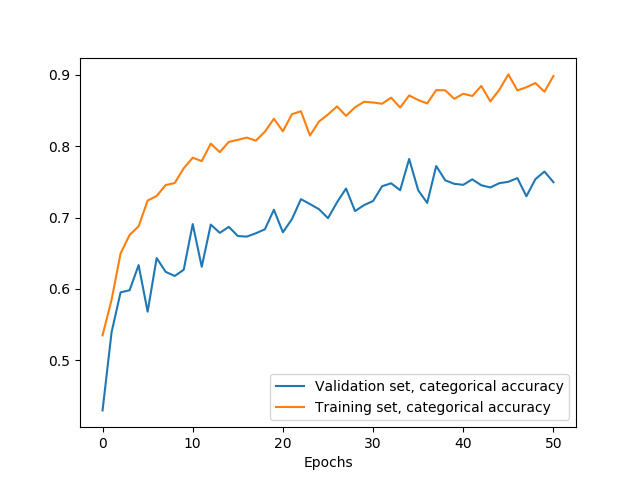 0.9
0.8
0.7
0.6
0.5
Validation set, categorical accuracy
Training set, categorical accuracy
0 10 20 30 40 50
Epochs